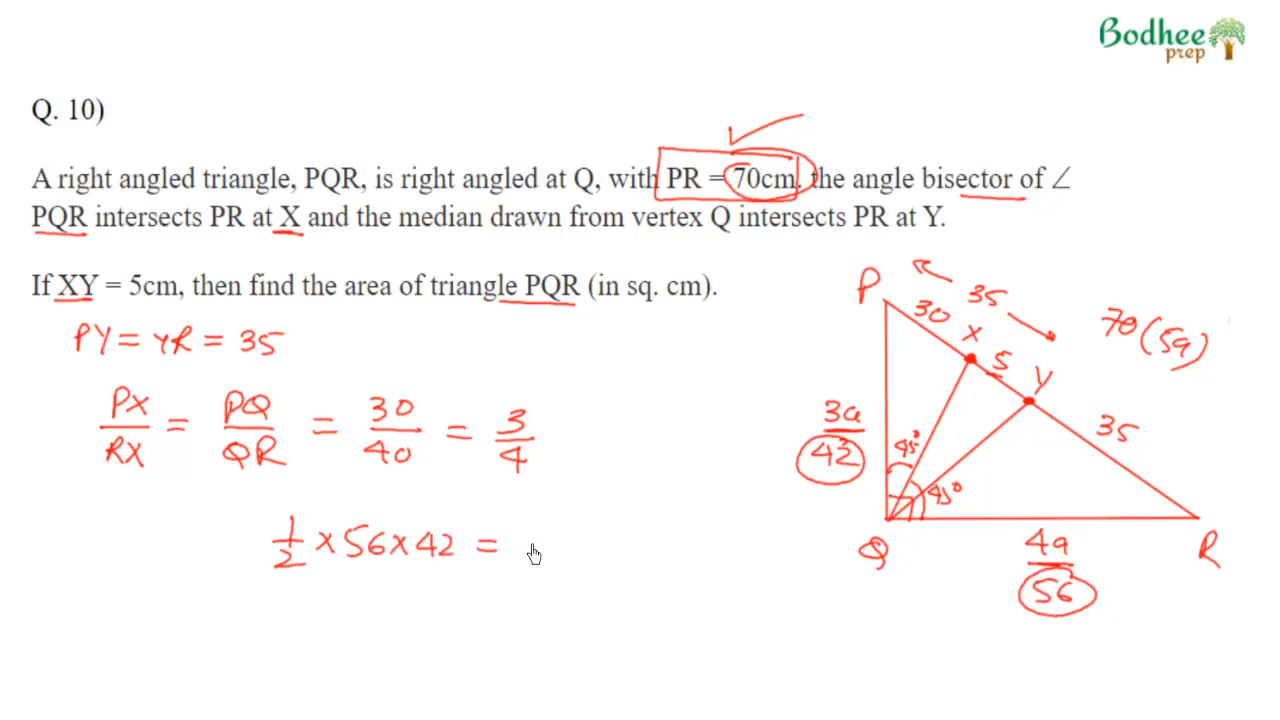 Bodhee
prep
Q. 10)
A right angled triangle, PQR, is right angled at Q, with PR = 70cm. the angle bisector of ∠
PQR intersects PR at X and the median drawn from vertex Q intersects PR at Y.
If XY = 5cm, then find the area of triangle PQR (in sq. cm).
PY = YR = 35
PX/RX = PQ/QR = 30/40 = 3/4
1/2 × 56 × 42 =
P
35
30
X
5
Y
70 (5a)
35
3a
42
45°
45°
Q
4a
56
R